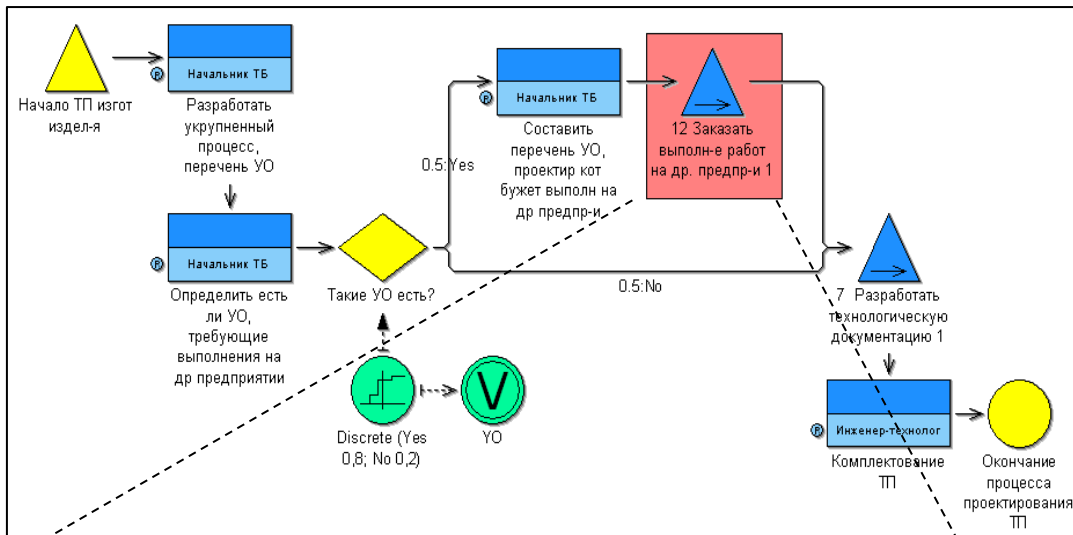 Начальник ТБ
Начало ТП изгот
издел-я
Разработать
укрупненный
процесс,
перечень УО
Начальник ТБ
Составить
перечень УО,
проектир кот
бужет выполн на
др предпр-и
12 Заказать
выполн-е работ
на др. предпр-и 1
0.5:Yes
Начальник ТБ
Определить есть
ли УО,
требующие
выполнения на
др предприятии
Такие УО есть?
0.5:No
7 Разработать
технологическую
документацию 1
Discrete (Yes
0,8; No 0,2)
V
УО
Инженер-технолог
Комплектование
ТП
Окончание
процесса
проектирования
ТП
P
P
P
P